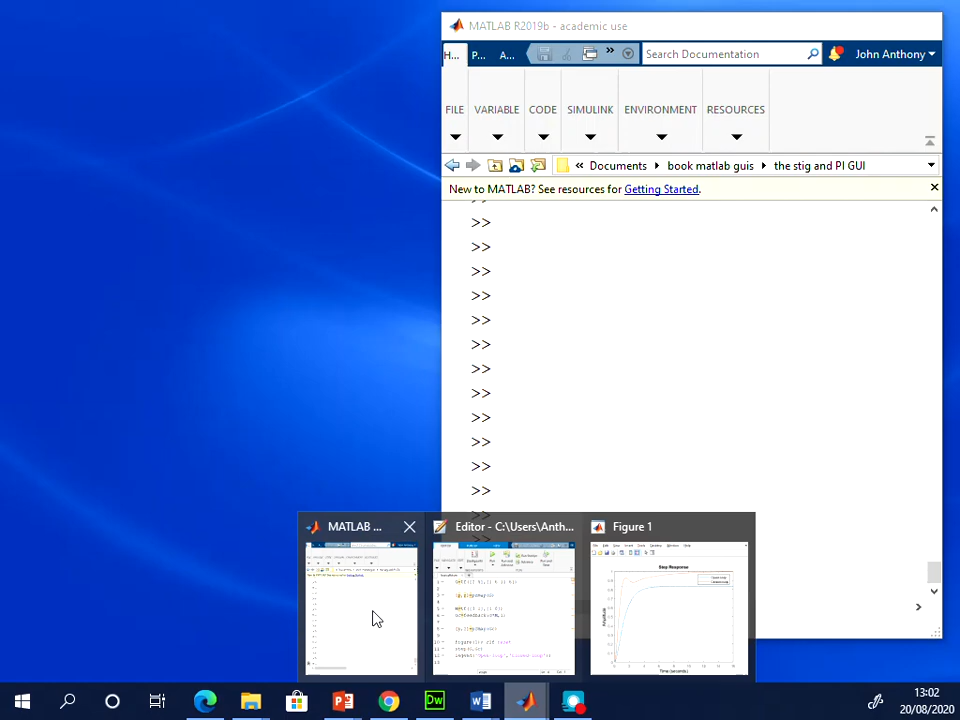 MATLAB R2019b - academic use
H... P... A... » Search Documentation John Anthony
FILE VARIABLE CODE SIMULINK ENVIRONMENT RESOURCES
« Documents book matlab guis the stig and PI GUI
New to MATLAB? See resources for Getting Started.
>>
>>
>>
>>
>>
>>
>>
>>
>>
>>
>>
>>
MATLAB ... Editor - C:\Users\Anth... Figure 1
Step Response
Amplitude
Time (seconds)
Dw W
13:02
20/08/2020